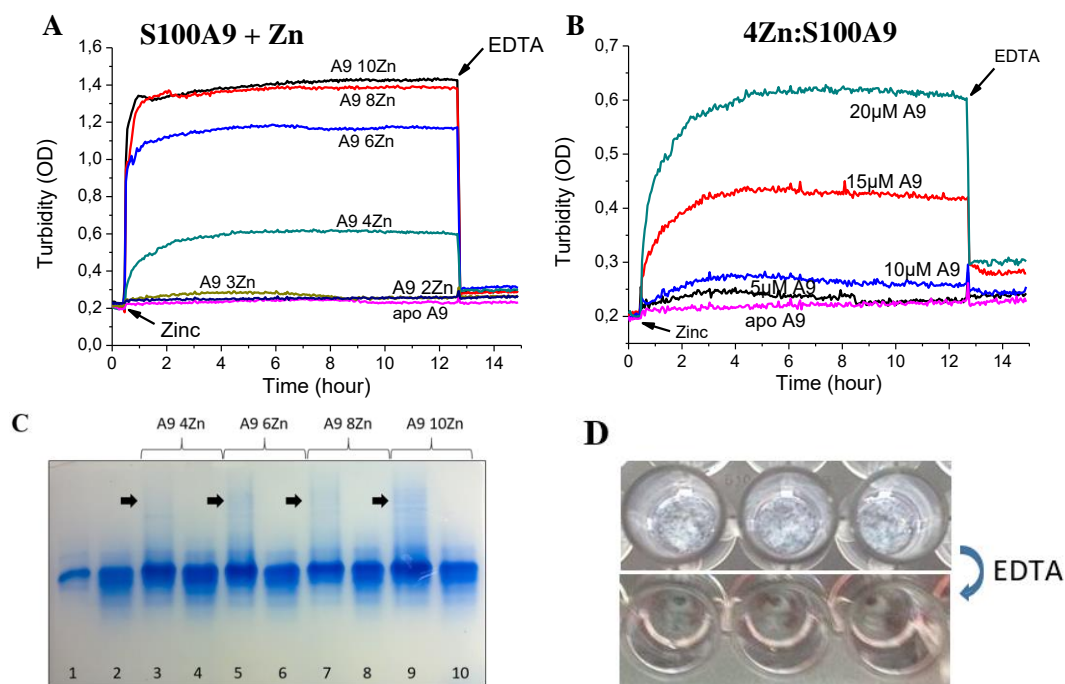 A
S100A9 + Zn
EDTA
A9 10Zn
A9 8Zn
A9 6Zn
A9 4Zn
A9 3Zn
A9 2Zn
apo A9
Zinc
Turbidity (OD)
1,6
1,4
1,2
1,0
0,8
0,6
0,4
0,2
0,0
0 2 4 6 8 10 12 14
Time (hour)
B
4Zn:S100A9
EDTA
20µM A9
15µM A9
10µM A9
5µM A9
apo A9
Zinc
Turbidity (OD)
0,7
0,6
0,5
0,4
0,3
0,2
0 2 4 6 8 10 12 14
Time (hour)
C
A9 4Zn A9 6Zn A9 8Zn A9 10Zn
1 2 3 4 5 6 7 8 9 10
D
EDTA